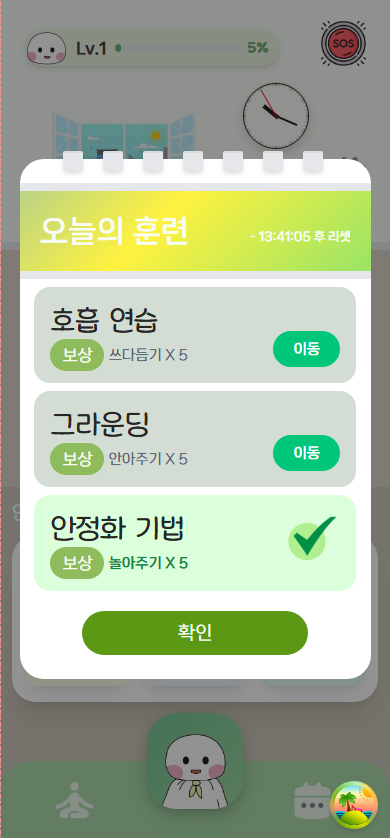 Lv.1
5%
SOS
오늘의 훈련
- 13:41:05 후 리셋
호흡 연습
보상 쓰다듬기 X 5
이동
그라운딩
보상 안아주기 X 5
이동
안정화 기법
보상 놀아주기 X 5
확인